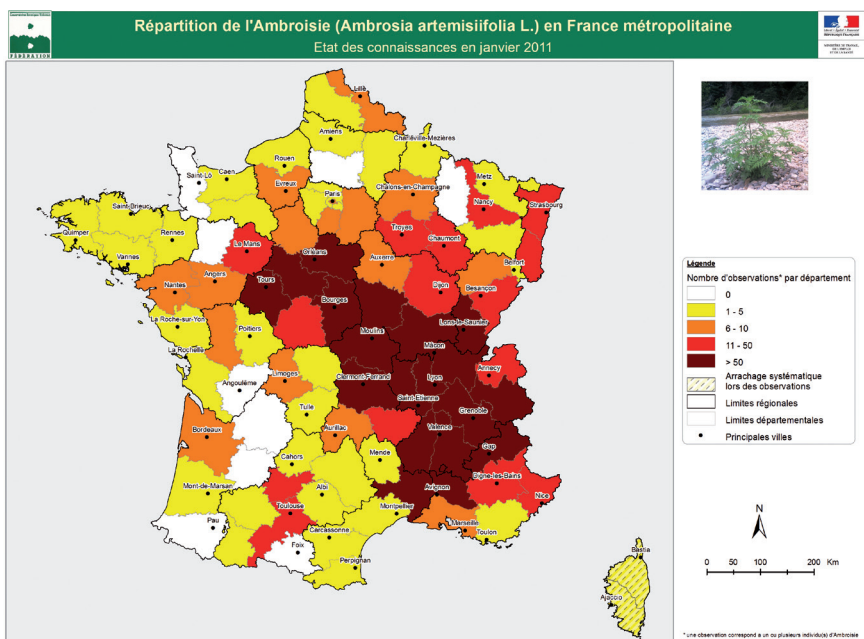 Répartition de l'Ambroisie (Ambrosia artemisiifolia L.) en France métropolitaine
Etat des connaissances en janvier 2011
FÉDÉRATION
Lille
Amiens
Charleville-Mezières
Rouen
Saint-Lô
Caen
Evreux
Paris
Chalons-en-Champagne
Metz
Nancy
Strasbourg
Saint-Brieuc
Quimper
Rennes
Vannes
Le Mans
Orléans
Troyes
Chaumont
Auxerre
Belfort
Nantes
Angers
Tours
Bourges
Dijon
Besançon
La Roche-sur-Yon
Poitiers
Moulins
Lons-le-Saunier
Macon
La Rochelle
Angoulême
Limoges
Clermont-Ferrand
Lyon
Annecy
Saint-Etienne
Tulle
Grenoble
Bordeaux
Aurillac
Valence
Gap
Cahors
Mende
Digne-les-Bains
Mont-de-Marsan
Albi
Avignon
Nice
Toulouse
Montpellier
Marseille
Toulon
Pau
Carcassonne
Foix
Perpignan
Bastia
Ajaccio
Légende
Nombre d'observations* par département
0
1 - 5
6 - 10
11 - 50
> 50
Arrachage systématique
lors des observations
Limites régionales
Limites départementales
Principales villes
N
0 50 100 200 Km
* une observation correspond a un ou plusieurs individu(s) d'Ambroisie